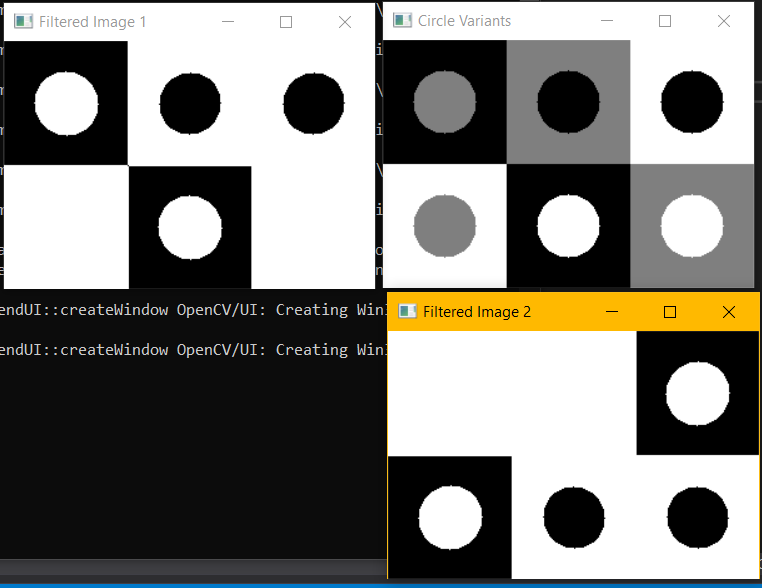 Filtered Image 1
Circle Variants
endUI::createWindow OpenCV/UI: Creating Win
Filtered Image 2
endUI::createWindow OpenCV/UI: Creating Win